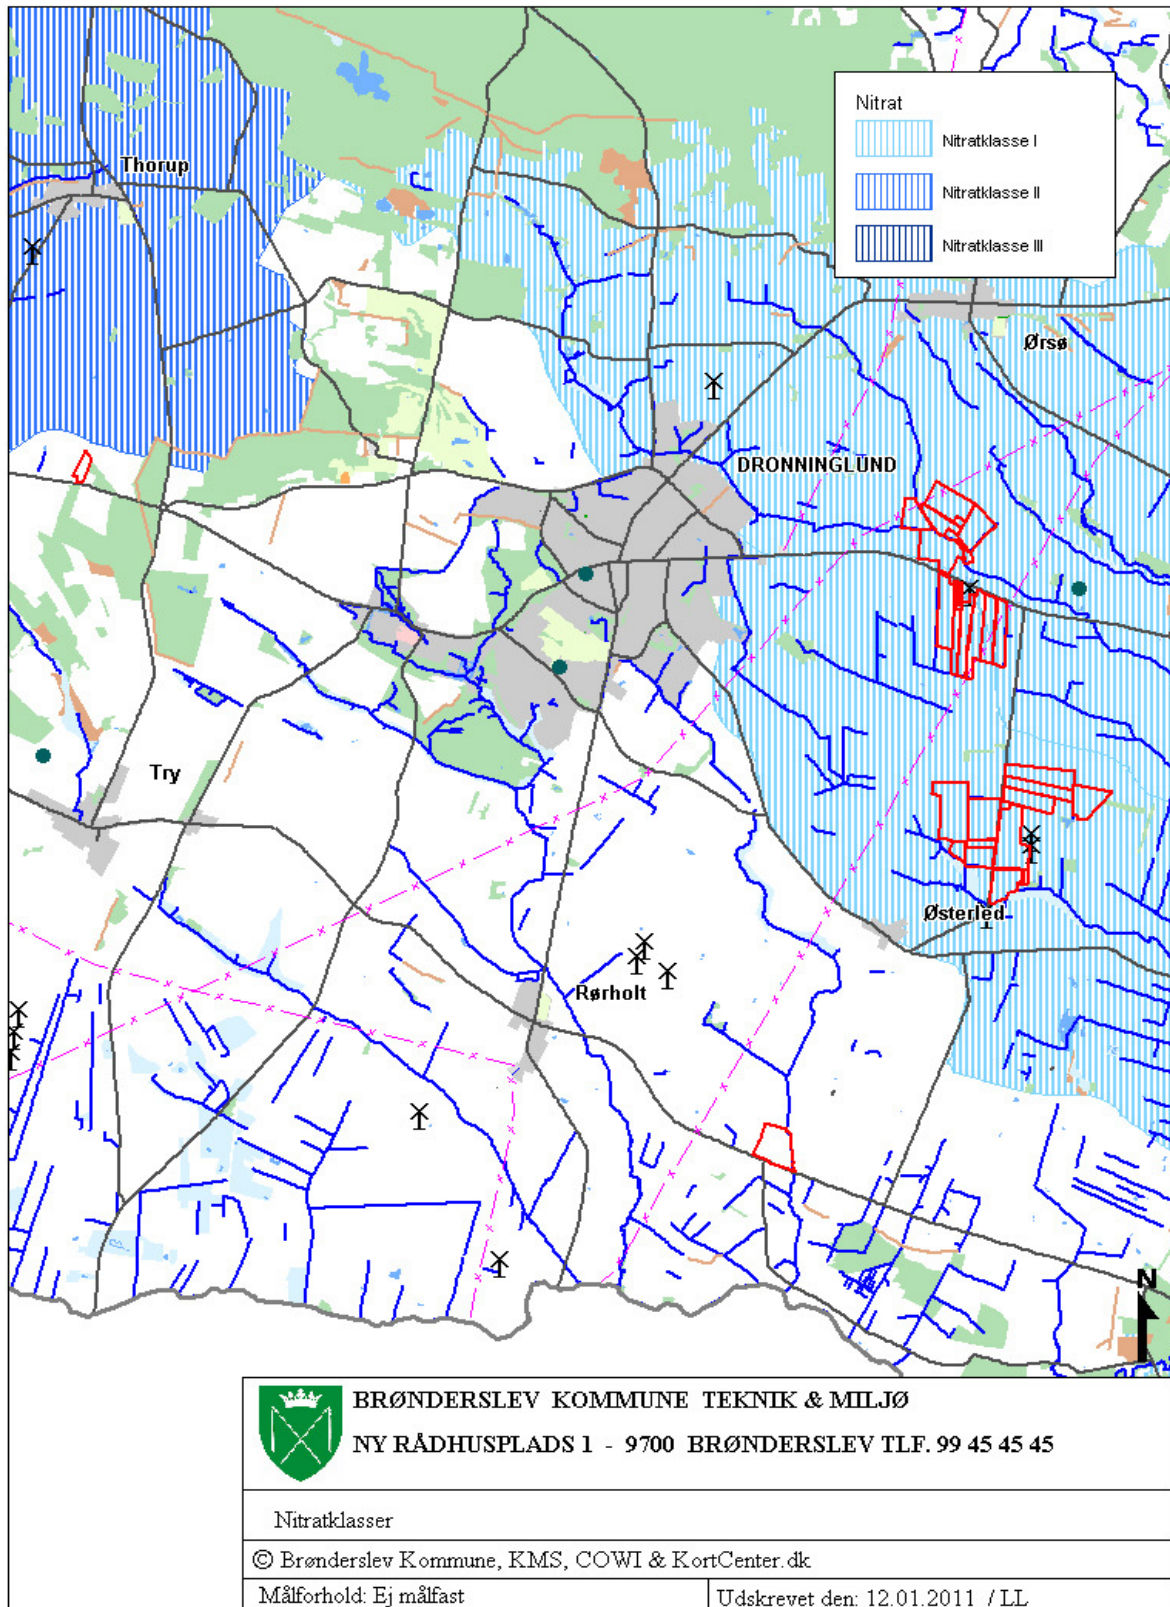 Nitrat
Nitratklasse I
Nitratklasse II
Nitratklasse III
Thorup
Ørsø
DRONNINGLUND
Try
Østerled
Rørholt
N
BRØNDERSLEV KOMMUNE TEKNIK & MILJØ
NY RÅDHUSPLADS 1 - 9700 BRØNDERSLEV TLF. 99 45 45 45
Nitratklasser
© Brønderslev Kommune, KMS, COWI & KortCenter.dk
Målforhold: Ej målfast
Udskrevet den: 12.01.2011 / LL